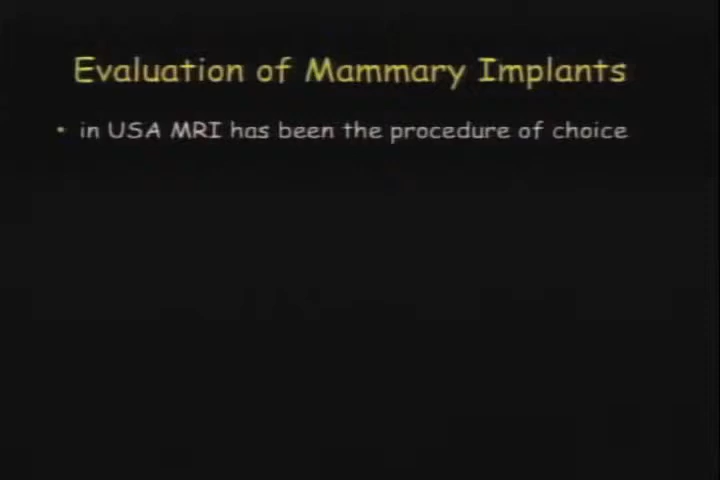 Evaluation of Mammary Implants
• in USA MRI has been the procedure of choice